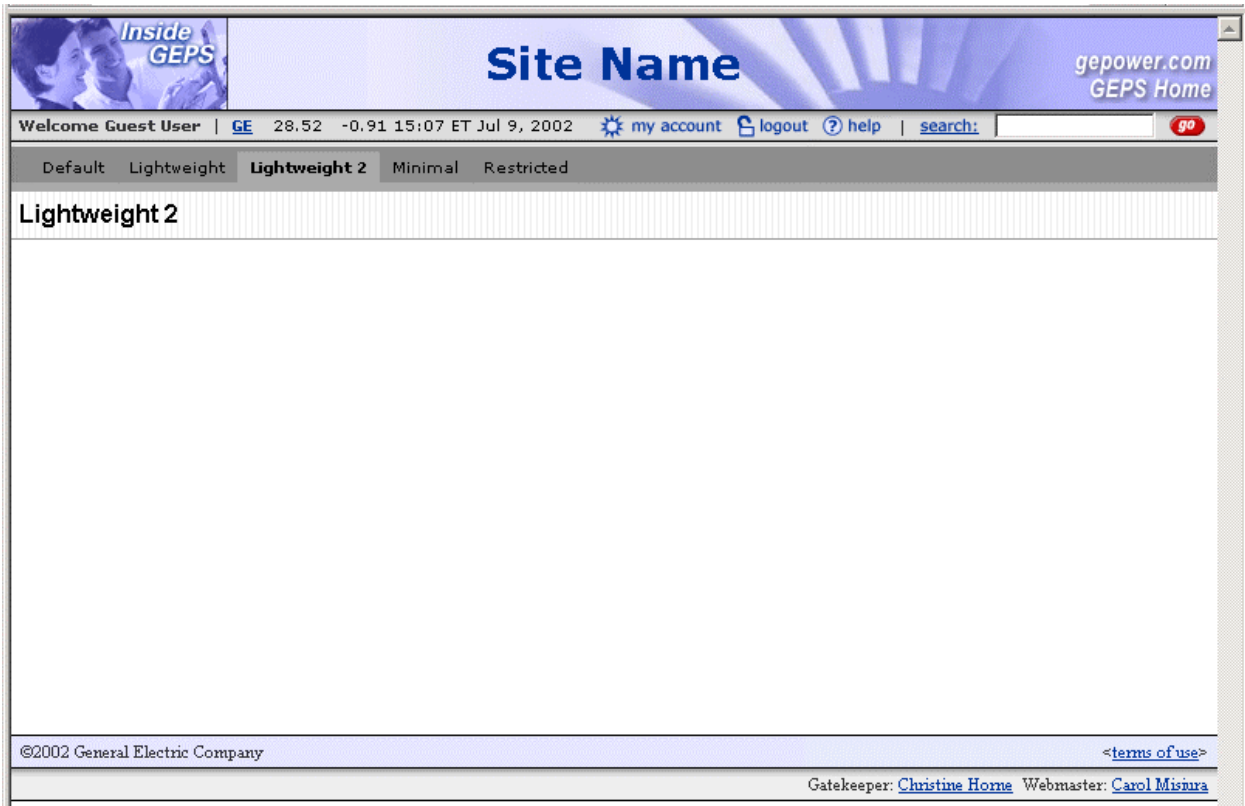 Inside
GEPS
Site Name
gepower.com
GEPS Home
Welcome Guest User | GE 28.52 -0.91 15:07 ET Jul 9, 2002 my account logout ? help | search: go
Default Lightweight Lightweight 2 Minimal Restricted
Lightweight 2
©2002 General Electric Company <terms of use>
Gatekeeper: Christine Horne Webmaster: Carol Misiura